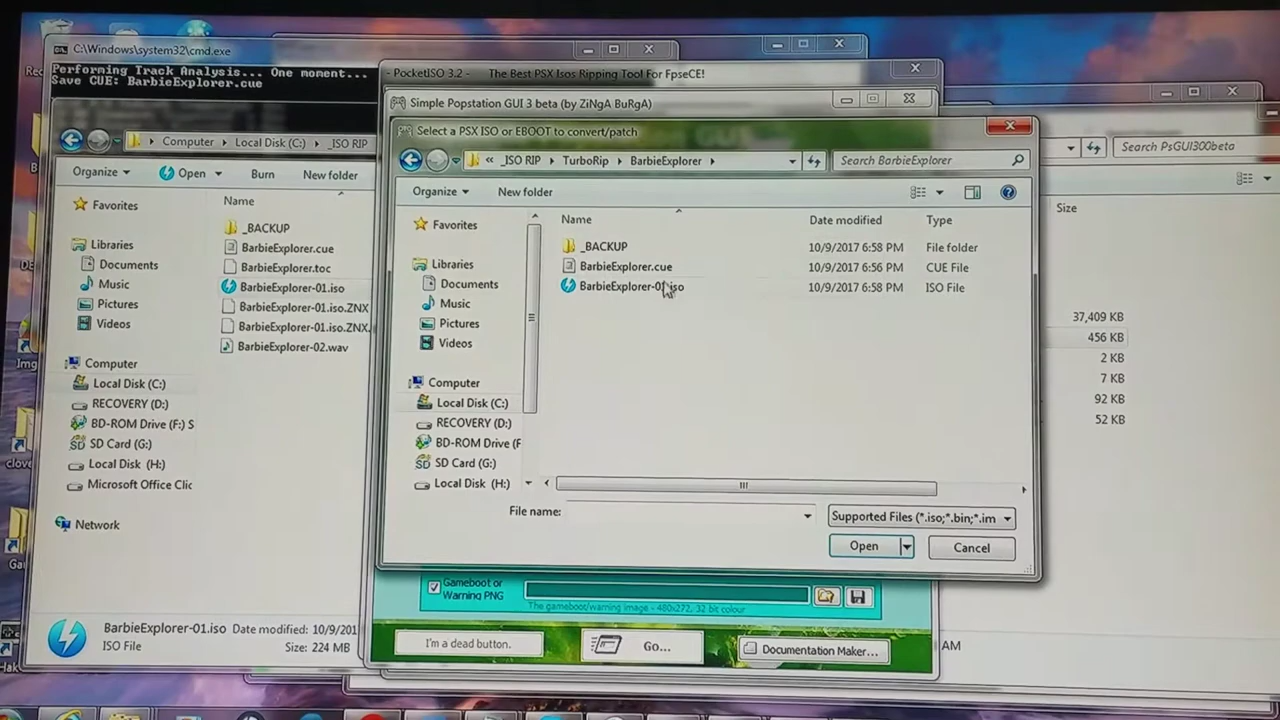 C:\Windows\system32\cmd.exe
Performing Track Analysis... One moment...
Save CUE: BarbieExplorer.cue
Computer
Local Disk (C:)
_ISO RIP
Organize
Open
Burn
New folder
Favorites
Libraries
Documents
Music
Pictures
Videos
Computer
Local Disk (C:)
RECOVERY (D:)
BD-ROM Drive (F:) S
SD Card (G:)
Local Disk (H:)
Microsoft Office Clic
Network
Name
_BACKUP
BarbieExplorer.cue
BarbieExplorer.toc
BarbieExplorer-01.iso
BarbieExplorer-01.iso.ZNX
BarbieExplorer-01.iso.ZNX.
BarbieExplorer-02.wav
BarbieExplorer-01.iso Date modified: 10/9/201
ISO File
Size: 224 MB
- PocketISO 3.2 - The Best PSX Isos Ripping Tool For FpseCE!
Simple Popstation GUI 3 beta (by ZiNgA BuRgA)
Select a PSX ISO or EBOOT to convert/patch
« _ISO RIP
TurboRip
BarbieExplorer
Search BarbieExplorer
Organize
New folder
Favorites
Libraries
Documents
Music
Pictures
Videos
Computer
Local Disk (C:)
RECOVERY (D:)
BD-ROM Drive (F
SD Card (G:)
Local Disk (H:)
Name
Date modified
Type
_BACKUP
10/9/2017 6:58 PM
File folder
BarbieExplorer.cue
10/9/2017 6:56 PM
CUE File
BarbieExplorer-01.iso
10/9/2017 6:58 PM
ISO File
File name:
Supported Files (*.iso;*.bin;*.im
Open
Cancel
Gameboot or
Warning PNG
The gameboot/warning image - 480x272, 32 bit colour
I'm a dead button.
Go...
Documentation Maker...
Search PsGUI300beta
Size
37,409 KB
456 KB
2 KB
7 KB
92 KB
52 KB
AM